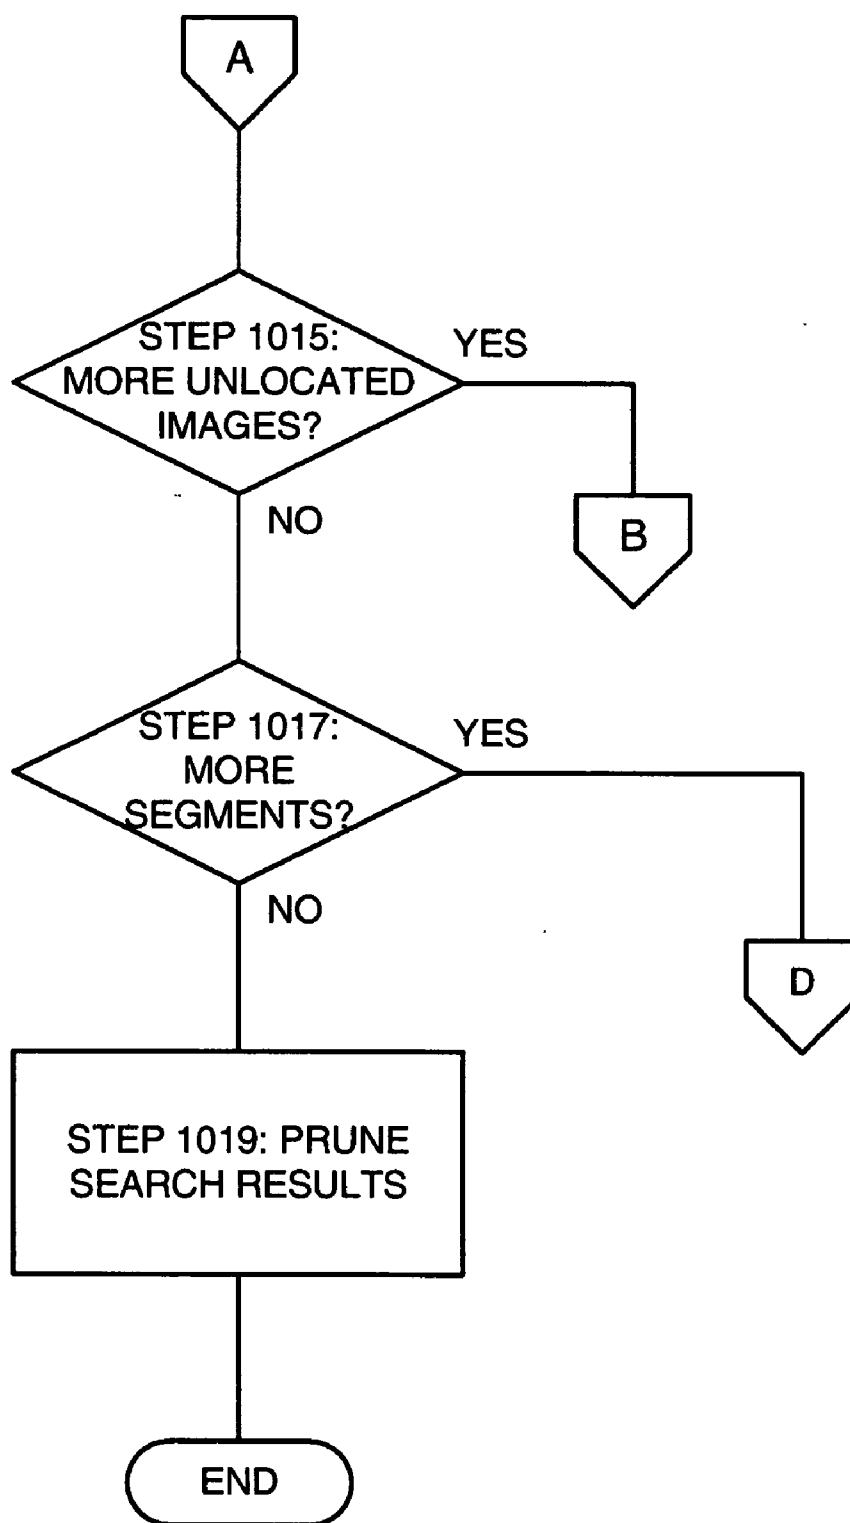 A
STEP 1015:
MORE UNLOCATED
IMAGES?
YES
B
NO
STEP 1017:
MORE
SEGMENTS?
YES
D
NO
STEP 1019: PRUNE
SEARCH RESULTS
END